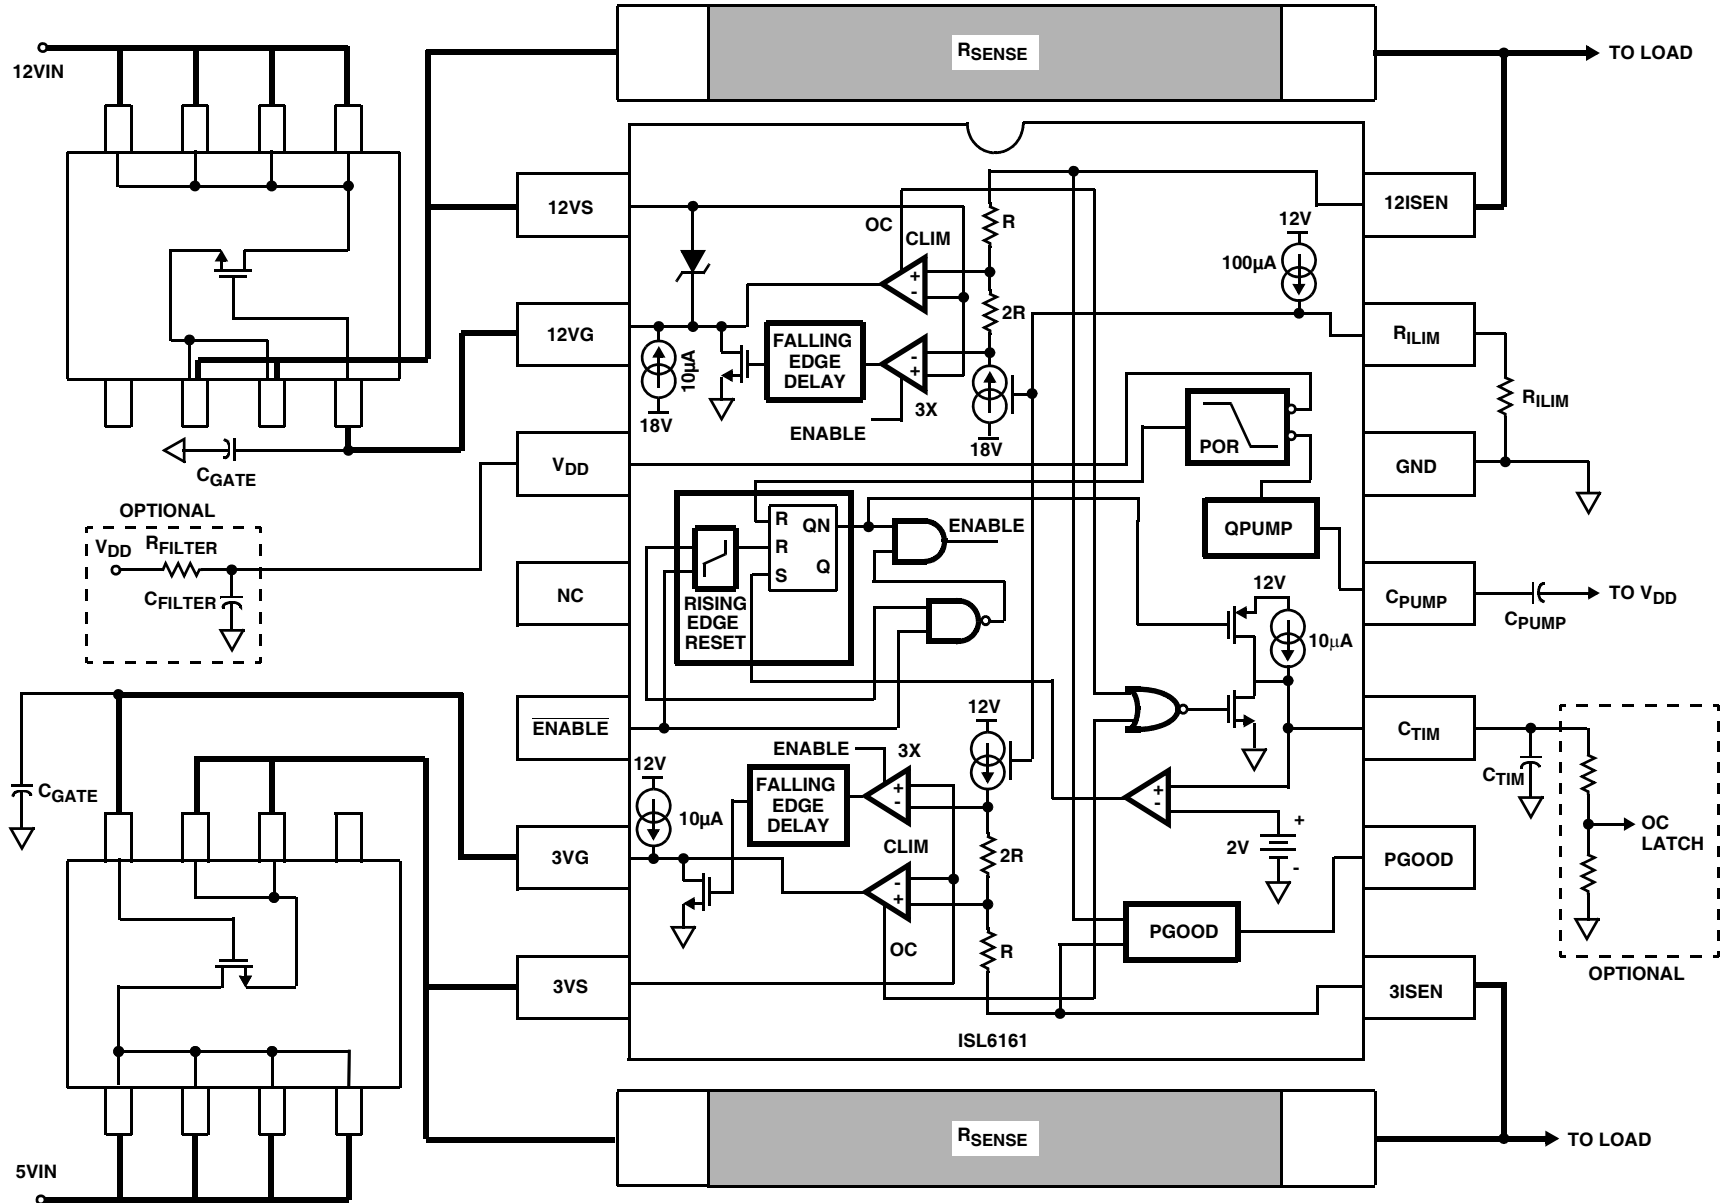 RSENSE
TO LOAD
12VIN
12VS
12ISEN
OC
CLIM
R
12V
100µA
12VG
2R
RILIM
FALLING
EDGE
DELAY
+
-
-
+
10µA
18V
3X
ENABLE
18V
RILIM
POR
CGATE
VDD
GND
OPTIONAL
VDD
RFILTER
CFILTER
R
R
S
QN
Q
ENABLE
QPUMP
RISING
EDGE
RESET
NC
CPUMP
CPUMP
TO VDD
12V
10µA
ENABLE
12V
CTIM
CTIM
ENABLE
3X
12V
10µA
FALLING
EDGE
DELAY
+
-
+
-
CGATE
OC
LATCH
2V
+
-
3VG
CLIM
2R
PGOOD
-
+
OC
R
PGOOD
OPTIONAL
3VS
3ISEN
ISL6161
RSENSE
TO LOAD
5VIN